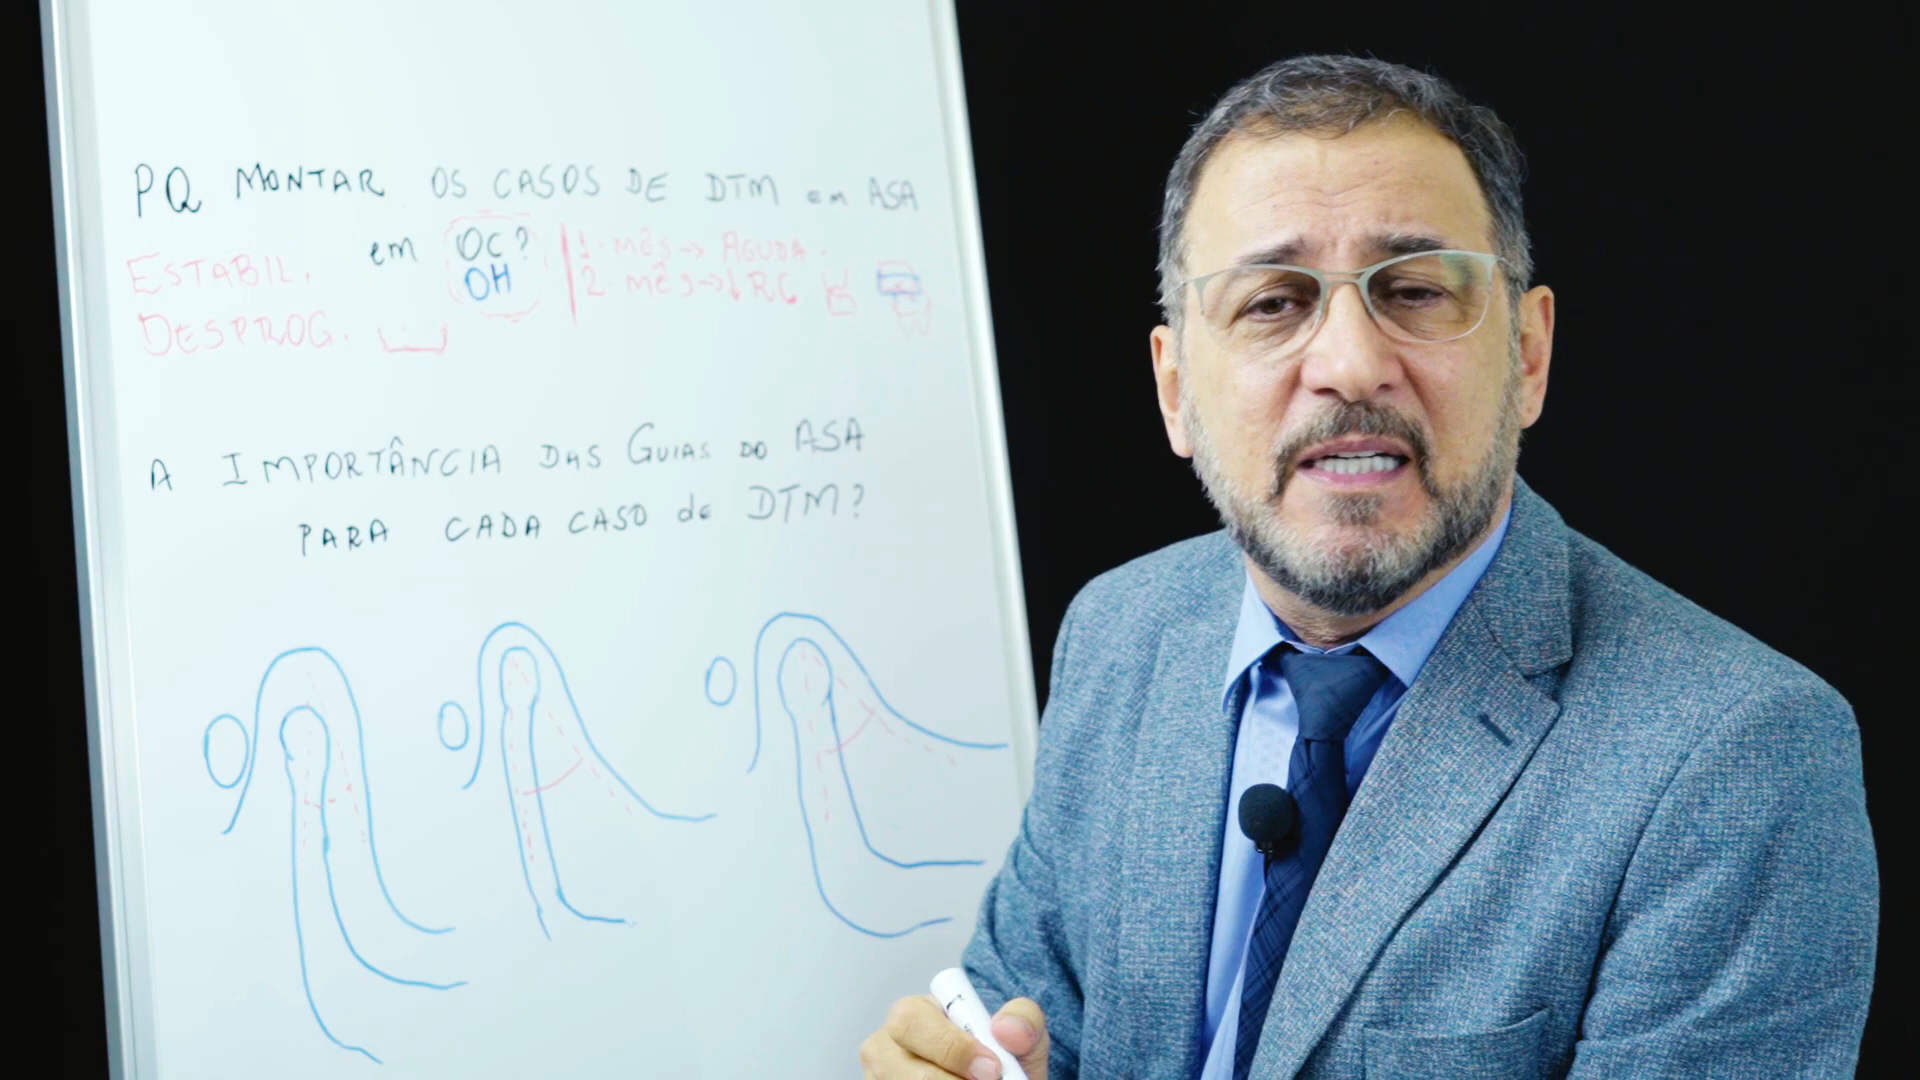 PQ MONTAR OS CASOS DE DTM em ASA
em OC?
OH
1- mês → AGUDA.
2- mês →↓ RC
ESTABIL.
DESPROG.
A IMPORTÂNCIA DAS GUIAS DO ASA
PARA CADA CASO de DTM?